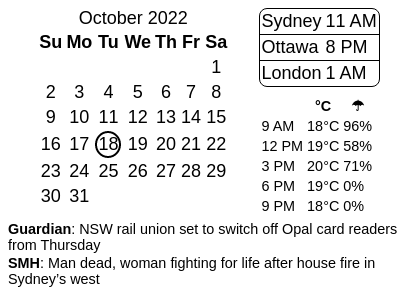 October 2022
Su Mo Tu We Th Fr Sa
1
2 3 4 5 6 7 8
9 10 11 12 13 14 15
16 17 18 19 20 21 22
23 24 25 26 27 28 29
30 31
Sydney 11 AM
Ottawa 8 PM
London 1 AM
°C ☂
9 AM 18°C 96%
12 PM 19°C 58%
3 PM 20°C 71%
6 PM 19°C 0%
9 PM 18°C 0%
Guardian: NSW rail union set to switch off Opal card readers
from Thursday
SMH: Man dead, woman fighting for life after house fire in
Sydney’s west